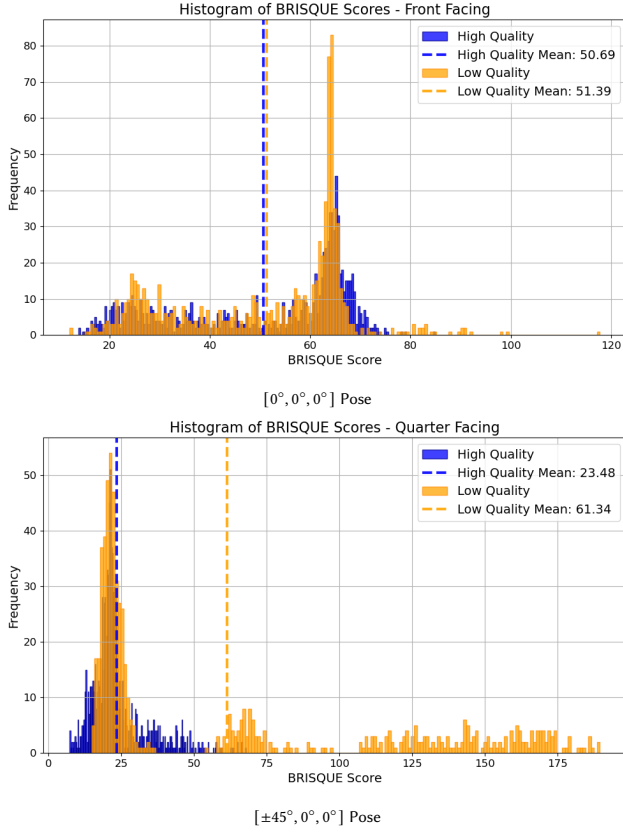 Histogram of BRISQUE Scores - Front Facing
High Quality
High Quality Mean: 50.69
Low Quality
Low Quality Mean: 51.39
Frequency
80
70
60
50
40
30
20
10
0
20 40 60 80 100 120
BRISQUE Score
[0°, 0°, 0°] Pose
Histogram of BRISQUE Scores - Quarter Facing
High Quality
High Quality Mean: 23.48
Low Quality
Low Quality Mean: 61.34
Frequency
50
40
30
20
10
0
0 25 50 75 100 125 150 175
BRISQUE Score
[±45°, 0°, 0°] Pose